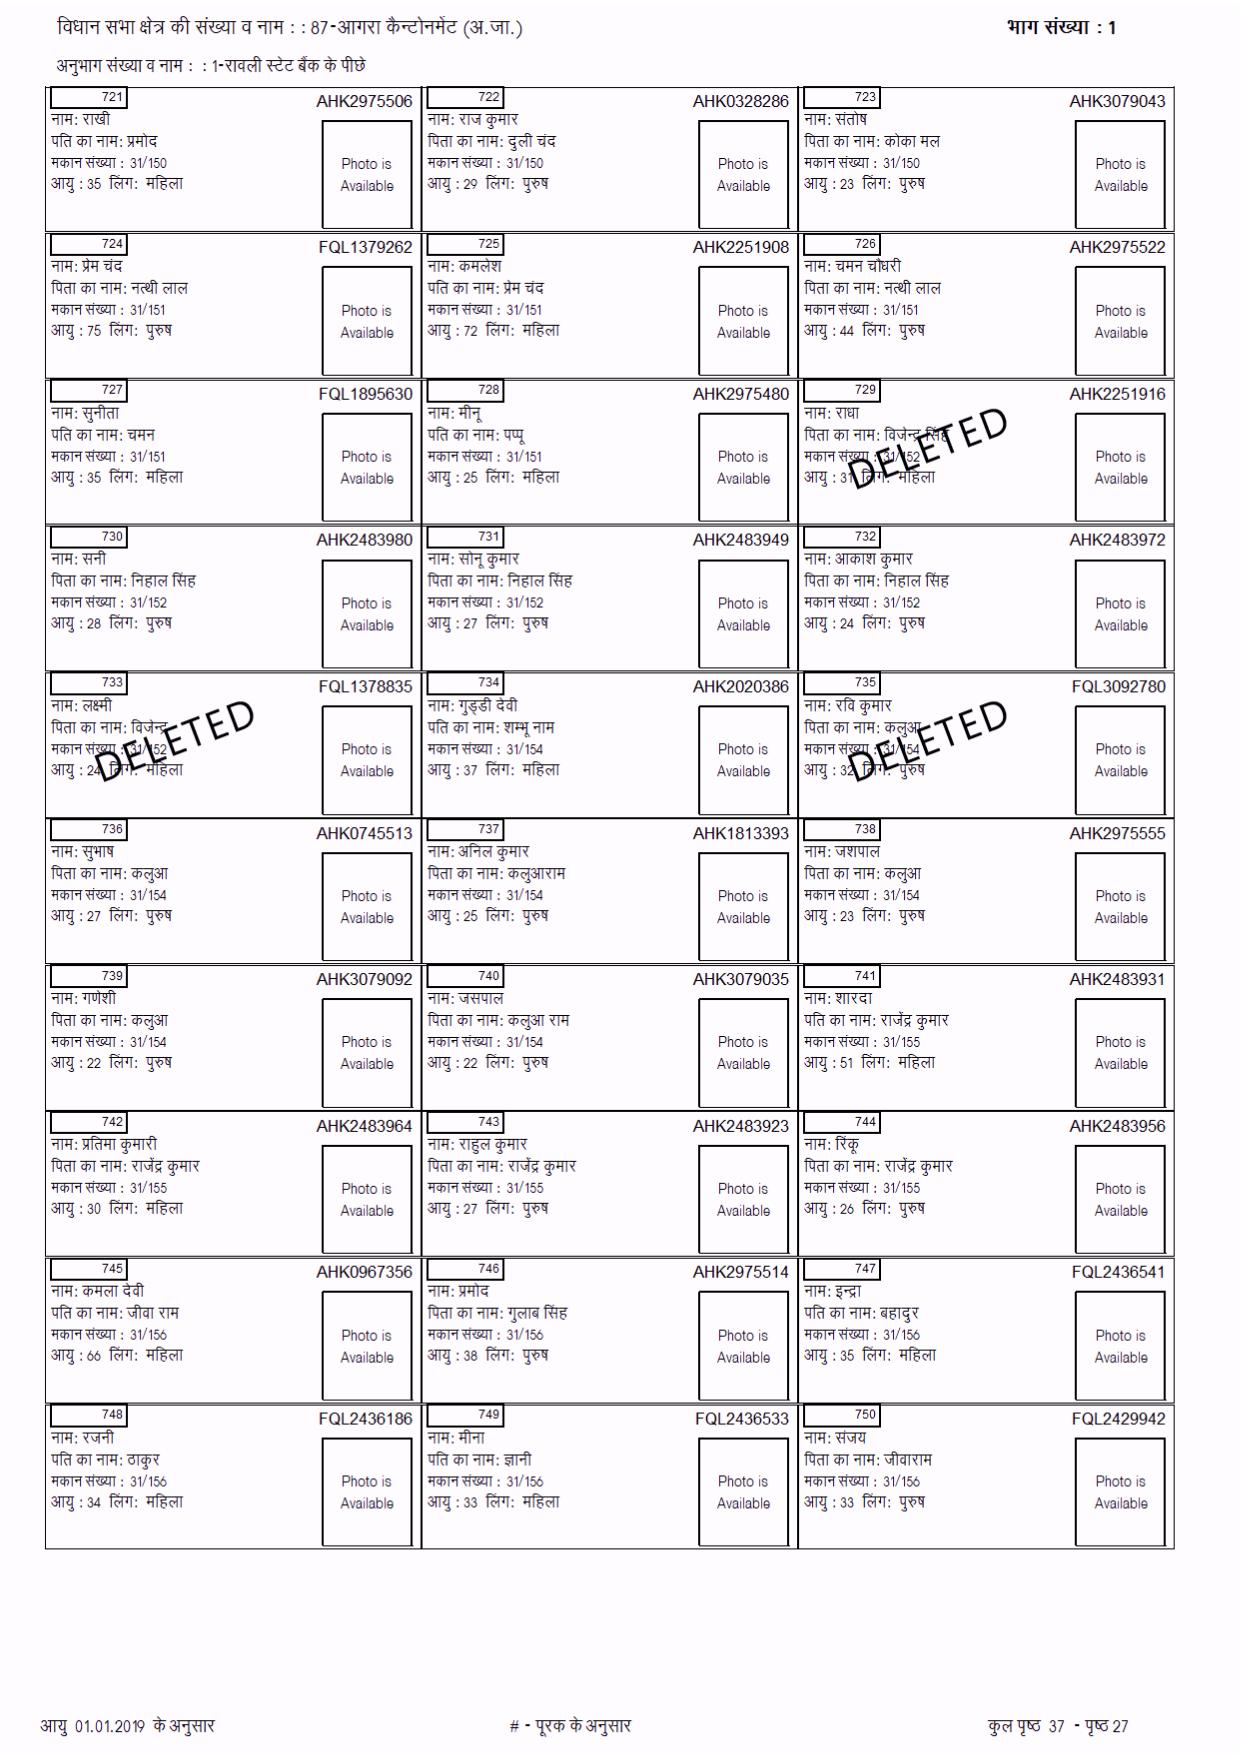 विधान सभा क्षेत्र की संख्या व नाम : : 87-आगरा कैन्टोनमेंट (अ.जा.)
भाग संख्या : 1
अनुभाग संख्या व नाम : : 1-रावली स्टेट बैंक के पीछे
721
AHK2975506
नाम: राखी
पति का नाम: प्रमोद
मकान संख्या : 31/150
आयु : 35 लिंग: महिला
Photo is
Available
722
AHK0328286
नाम: राज कुमार
पिता का नाम: दुली चंद
मकान संख्या : 31/150
आयु : 29 लिंग: पुरुष
Photo is
Available
723
AHK3079043
नाम: संतोष
पिता का नाम: कोका मल
मकान संख्या : 31/150
आयु : 23 लिंग: पुरुष
Photo is
Available
724
FQL1379262
नाम: प्रेम चंद
पिता का नाम: नत्थी लाल
मकान संख्या : 31/151
आयु : 75 लिंग: पुरुष
Photo is
Available
725
AHK2251908
नाम: कमलेश
पति का नाम: प्रेम चंद
मकान संख्या : 31/151
आयु : 72 लिंग: महिला
Photo is
Available
726
AHK2975522
नाम: चमन चौधरी
पिता का नाम: नत्थी लाल
मकान संख्या : 31/151
आयु : 44 लिंग: पुरुष
Photo is
Available
727
FQL1895630
नाम: सुनीता
पति का नाम: चमन
मकान संख्या : 31/151
आयु : 35 लिंग: महिला
Photo is
Available
728
AHK2975480
नाम: मीनू
पति का नाम: पप्पू
मकान संख्या : 31/151
आयु : 25 लिंग: महिला
Photo is
Available
729
AHK2251916
नाम: राधा
पिता का नाम: विजेन्द्र सिंह
मकान संख्या : 31/152
आयु : 31 लिंग: महिला
DELETED
Photo is
Available
730
AHK2483980
नाम: सनी
पिता का नाम: निहाल सिंह
मकान संख्या : 31/152
आयु : 28 लिंग: पुरुष
Photo is
Available
731
AHK2483949
नाम: सोनू कुमार
पिता का नाम: निहाल सिंह
मकान संख्या : 31/152
आयु : 27 लिंग: पुरुष
Photo is
Available
732
AHK2483972
नाम: आकाश कुमार
पिता का नाम: निहाल सिंह
मकान संख्या : 31/152
आयु : 24 लिंग: पुरुष
Photo is
Available
733
FQL1378835
नाम: लक्ष्मी
पिता का नाम: विजेन्द्र
मकान संख्या : 31/152
आयु : 24 लिंग: महिला
DELETED
Photo is
Available
734
AHK2020386
नाम: गुड्डी देवी
पति का नाम: शम्भू नाम
मकान संख्या : 31/154
आयु : 37 लिंग: महिला
Photo is
Available
735
FQL3092780
नाम: रवि कुमार
पिता का नाम: कलुआ
मकान संख्या : 31/154
आयु : 32 लिंग: पुरुष
DELETED
Photo is
Available
736
AHK0745513
नाम: सुभाष
पिता का नाम: कलुआ
मकान संख्या : 31/154
आयु : 27 लिंग: पुरुष
Photo is
Available
737
AHK1813393
नाम: अनिल कुमार
पिता का नाम: कलुआराम
मकान संख्या : 31/154
आयु : 25 लिंग: पुरुष
Photo is
Available
738
AHK2975555
नाम: जशपाल
पिता का नाम: कलुआ
मकान संख्या : 31/154
आयु : 23 लिंग: पुरुष
Photo is
Available
739
AHK3079092
नाम: गणेशी
पिता का नाम: कलुआ
मकान संख्या : 31/154
आयु : 22 लिंग: पुरुष
Photo is
Available
740
AHK3079035
नाम: जसपाल
पिता का नाम: कलुआ राम
मकान संख्या : 31/154
आयु : 22 लिंग: पुरुष
Photo is
Available
741
AHK2483931
नाम: शारदा
पति का नाम: राजेंद्र कुमार
मकान संख्या : 31/155
आयु : 51 लिंग: महिला
Photo is
Available
742
AHK2483964
नाम: प्रतिमा कुमारी
पिता का नाम: राजेंद्र कुमार
मकान संख्या : 31/155
आयु : 30 लिंग: महिला
Photo is
Available
743
AHK2483923
नाम: राहुल कुमार
पिता का नाम: राजेंद्र कुमार
मकान संख्या : 31/155
आयु : 27 लिंग: पुरुष
Photo is
Available
744
AHK2483956
नाम: रिंकू
पिता का नाम: राजेंद्र कुमार
मकान संख्या : 31/155
आयु : 26 लिंग: पुरुष
Photo is
Available
745
AHK0967356
नाम: कमला देवी
पति का नाम: जीवा राम
मकान संख्या : 31/156
आयु : 66 लिंग: महिला
Photo is
Available
746
AHK2975514
नाम: प्रमोद
पिता का नाम: गुलाब सिंह
मकान संख्या : 31/156
आयु : 38 लिंग: पुरुष
Photo is
Available
747
FQL2436541
नाम: इन्द्रा
पति का नाम: बहादुर
मकान संख्या : 31/156
आयु : 35 लिंग: महिला
Photo is
Available
748
FQL2436186
नाम: रजनी
पति का नाम: ठाकुर
मकान संख्या : 31/156
आयु : 34 लिंग: महिला
Photo is
Available
749
FQL2436533
नाम: मीना
पति का नाम: ज्ञानी
मकान संख्या : 31/156
आयु : 33 लिंग: महिला
Photo is
Available
750
FQL2429942
नाम: संजय
पिता का नाम: जीवाराम
मकान संख्या : 31/156
आयु : 33 लिंग: पुरुष
Photo is
Available
आयु 01.01.2019 के अनुसार
# - पूरक के अनुसार
कुल पृष्ठ 37 - पृष्ठ 27